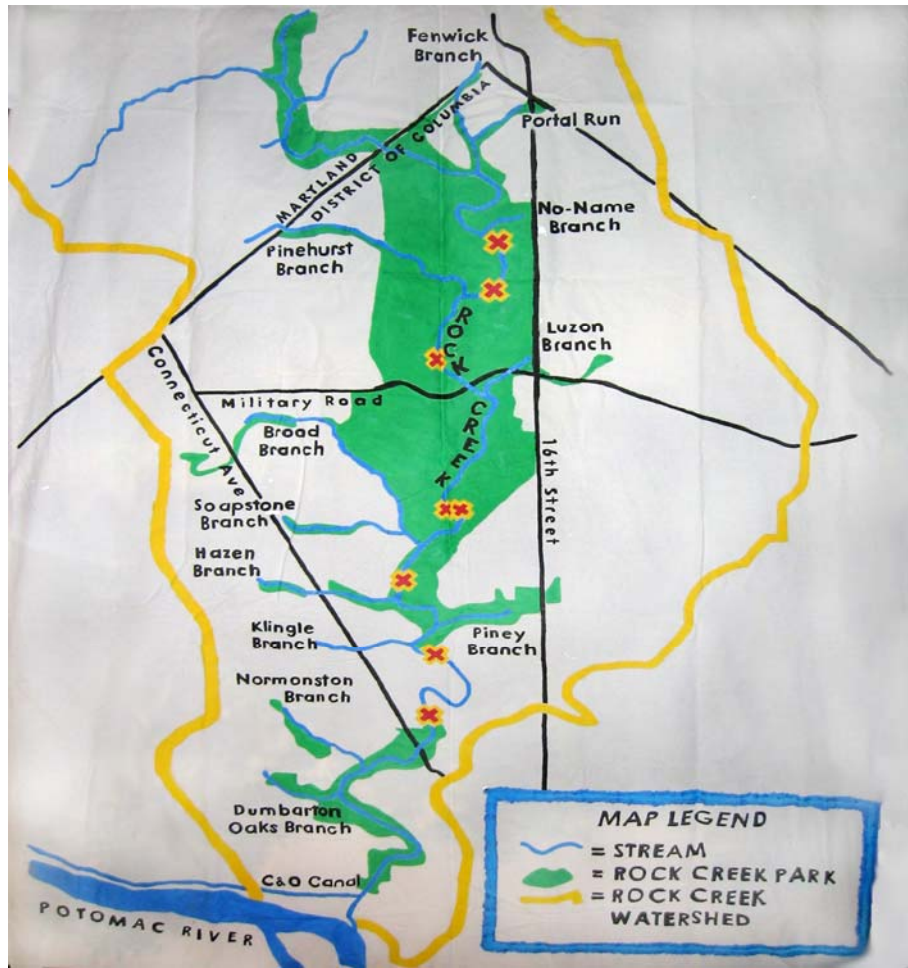 Fenwick
Branch
Portal Run
MARYLAND
DISTRICT OF COLUMBIA
No-Name
Branch
Pinehurst
Branch
ROCK CREEK
Luzon
Branch
Connecticut Ave
Military Road
Broad
Branch
16th Street
Soapstone
Branch
Hazen
Branch
Klingle
Branch
Piney
Branch
Normonston
Branch
Dumbarton
Oaks Branch
C&O Canal
POTOMAC RIVER
MAP LEGEND
= STREAM
= ROCK CREEK PARK
= ROCK CREEK
WATERSHED